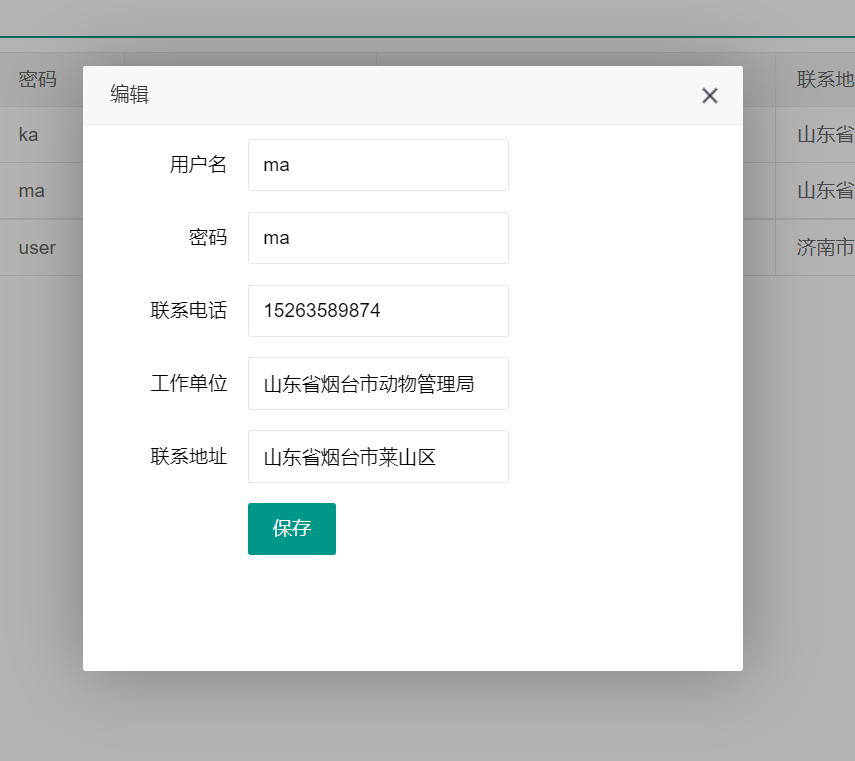 密码
联系地
编辑
ka
山东省
用户名
ma
ma
山东省
密码
ma
user
济南市
联系电话
15263589874
工作单位
山东省烟台市动物管理局
联系地址
山东省烟台市莱山区
保存